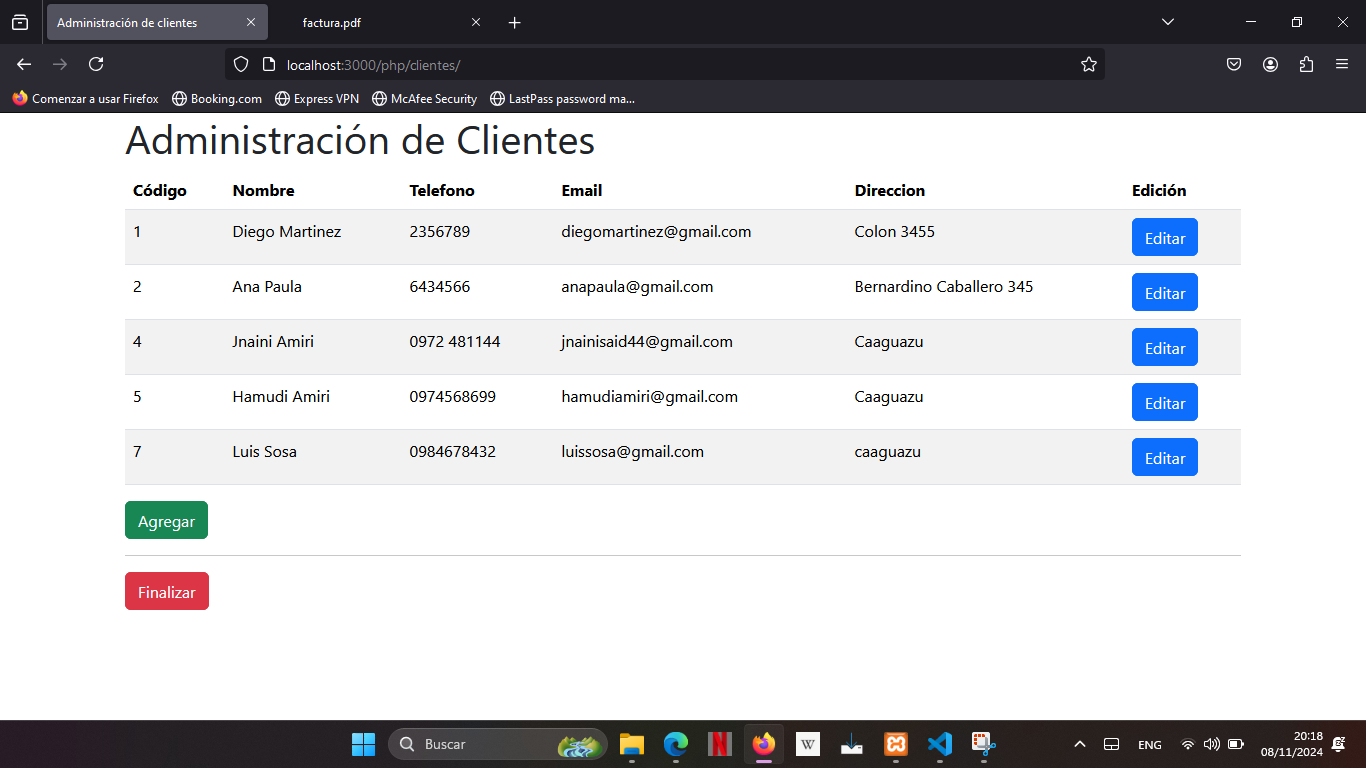 Administración de clientes factura.pdf
localhost:3000/php/clientes/
Comenzar a usar Firefox Booking.com Express VPN McAfee Security LastPass password ma...
Administración de Clientes
Código Nombre Telefono Email Direccion Edición
1 Diego Martinez 2356789 diegomartinez@gmail.com Colon 3455 Editar
2 Ana Paula 6434566 anapaula@gmail.com Bernardino Caballero 345 Editar
4 Jnaini Amiri 0972 481144 jnainisaid44@gmail.com Caaguazu Editar
5 Hamudi Amiri 0974568699 hamudiamiri@gmail.com Caaguazu Editar
7 Luis Sosa 0984678432 luissosa@gmail.com caaguazu Editar
Agregar
Finalizar
Buscar W ENG 20:18
08/11/2024